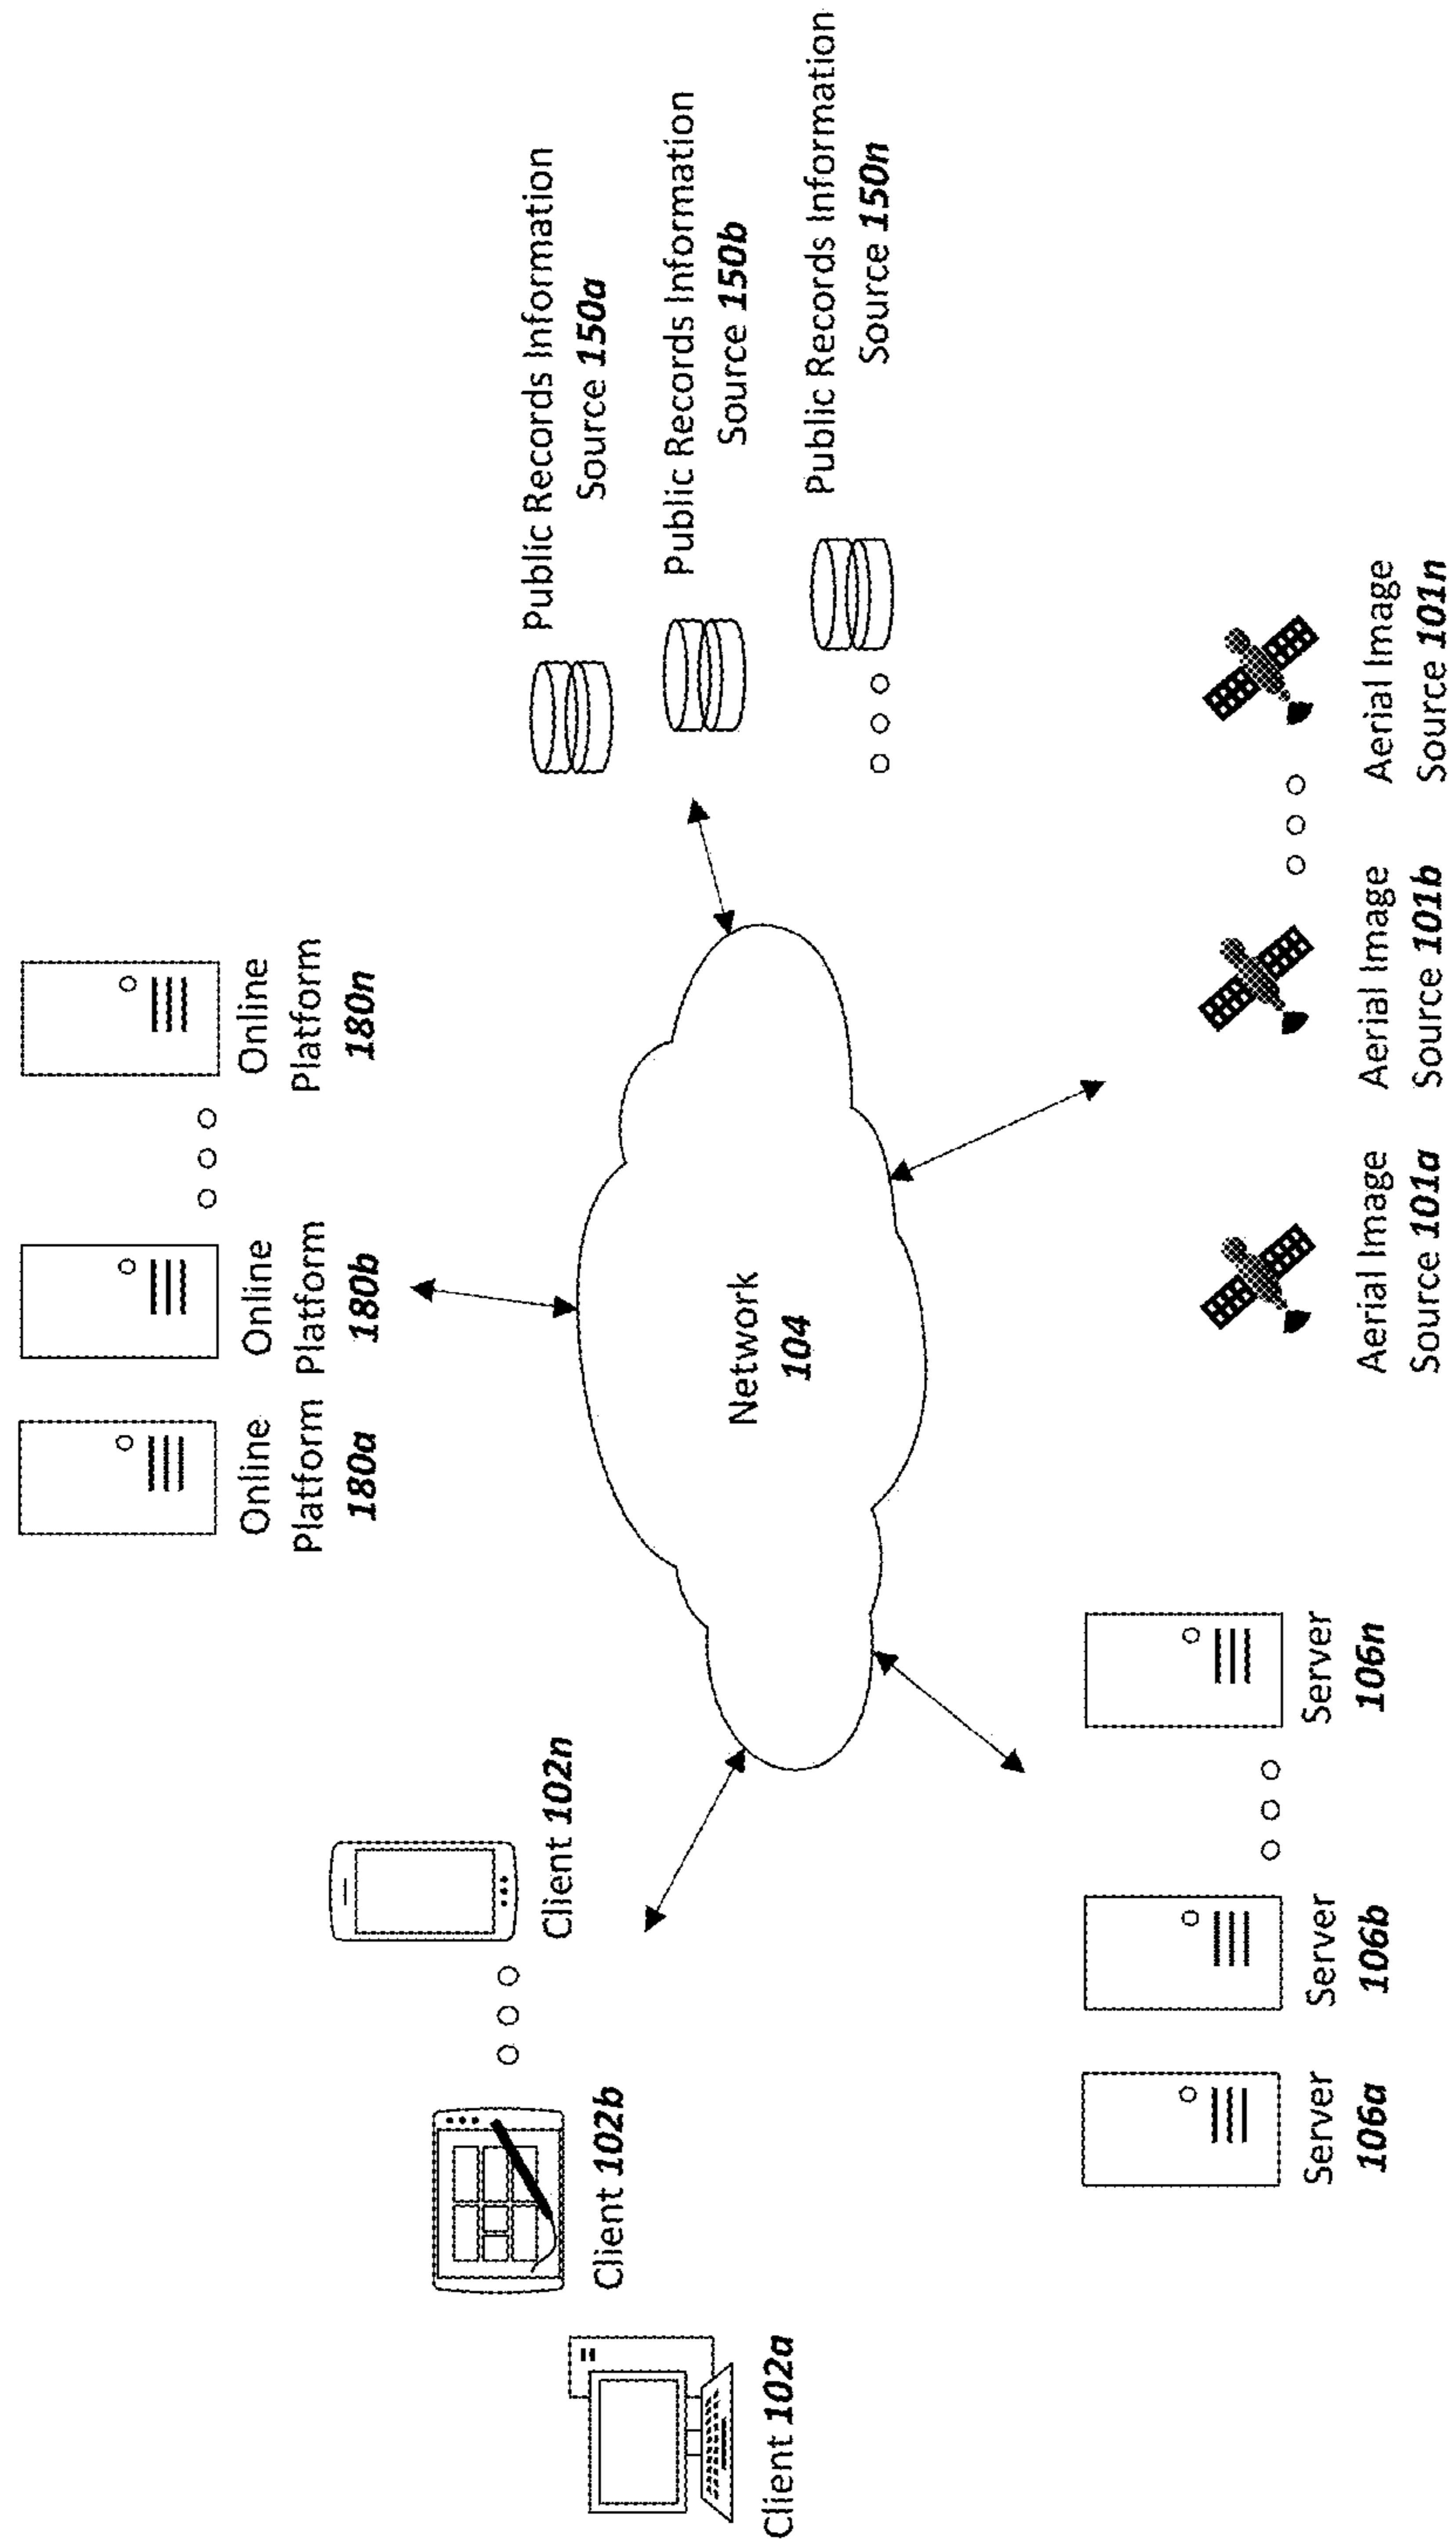 Online
Platform
180a
Online
Platform
180b
Online
Platform
180n
Client 102n
Client 102b
Client 102a
Public Records Information
Source 150a
Public Records Information
Source 150b
Public Records Information
Source 150n
Network
104
Server
106a
Server
106b
Server
106n
Aerial Image
Source 101a
Aerial Image
Source 101b
Aerial Image
Source 101n